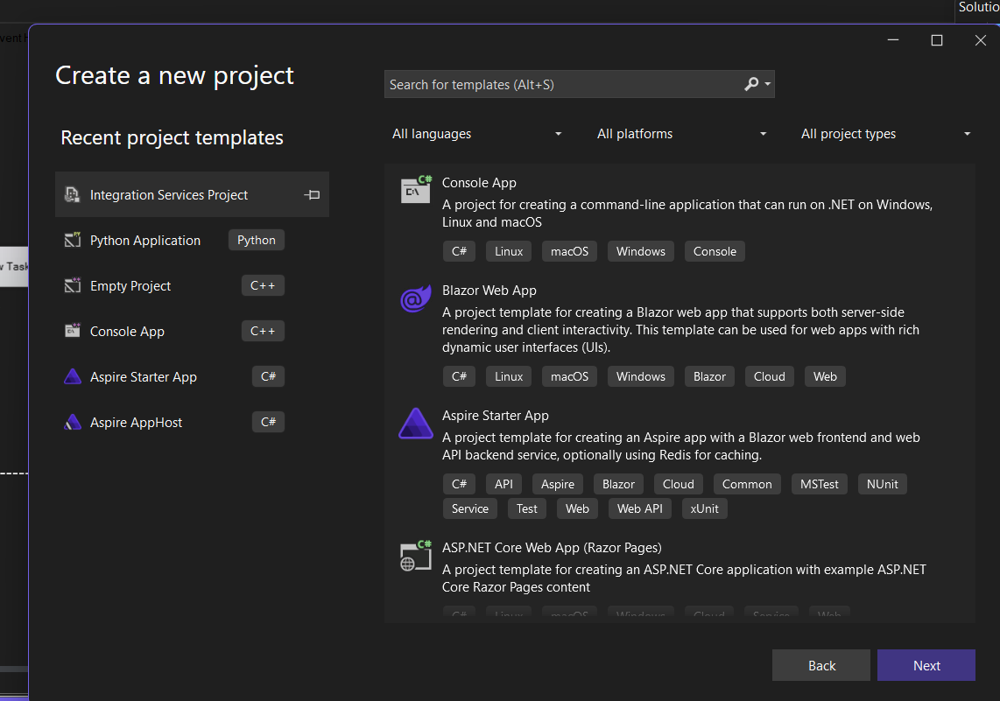 Solutio
vent H
Create a new project
Search for templates (Alt+S)
Recent project templates
All languages
All platforms
All project types
Integration Services Project
Python Application
Python
Empty Project
C++
Console App
C++
Aspire Starter App
C#
Aspire AppHost
C#
w Task
C#
Console App
A project for creating a command-line application that can run on .NET on Windows,
Linux and macOS
C#
Linux
macOS
Windows
Console
Blazor Web App
A project template for creating a Blazor web app that supports both server-side
rendering and client interactivity. This template can be used for web apps with rich
dynamic user interfaces (UIs).
C#
Linux
macOS
Windows
Blazor
Cloud
Web
Aspire Starter App
A project template for creating an Aspire app with a Blazor web frontend and web
API backend service, optionally using Redis for caching.
C#
API
Aspire
Blazor
Cloud
Common
MSTest
NUnit
Service
Test
Web
Web API
xUnit
C#
ASP.NET Core Web App (Razor Pages)
A project template for creating an ASP.NET Core application with example ASP.NET
Core Razor Pages content
C#
Linux
macOS
Windows
Cloud
Service
Web
Back
Next